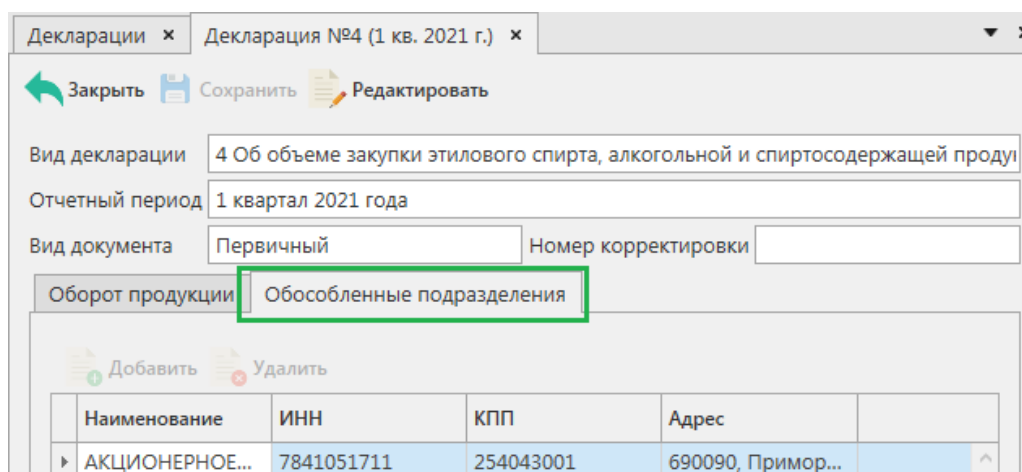 Декларации × Декларация №4 (1 кв. 2021 г.) ×
Закрыть Сохранить Редактировать
Вид декларации 4 Об объеме закупки этилового спирта, алкогольной и спиртосодержащей
Отчетный период 1 квартал 2021 года
Вид документа Первичный Номер корректировки
Оборот продукции Обособленные подразделения
Добавить Удалить
Наименование ИНН КПП Адрес
АКЦИОНЕРНОЕ... 7841051711 254043001 690090, Примор...